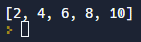 [2, 4, 6, 8, 10]
>